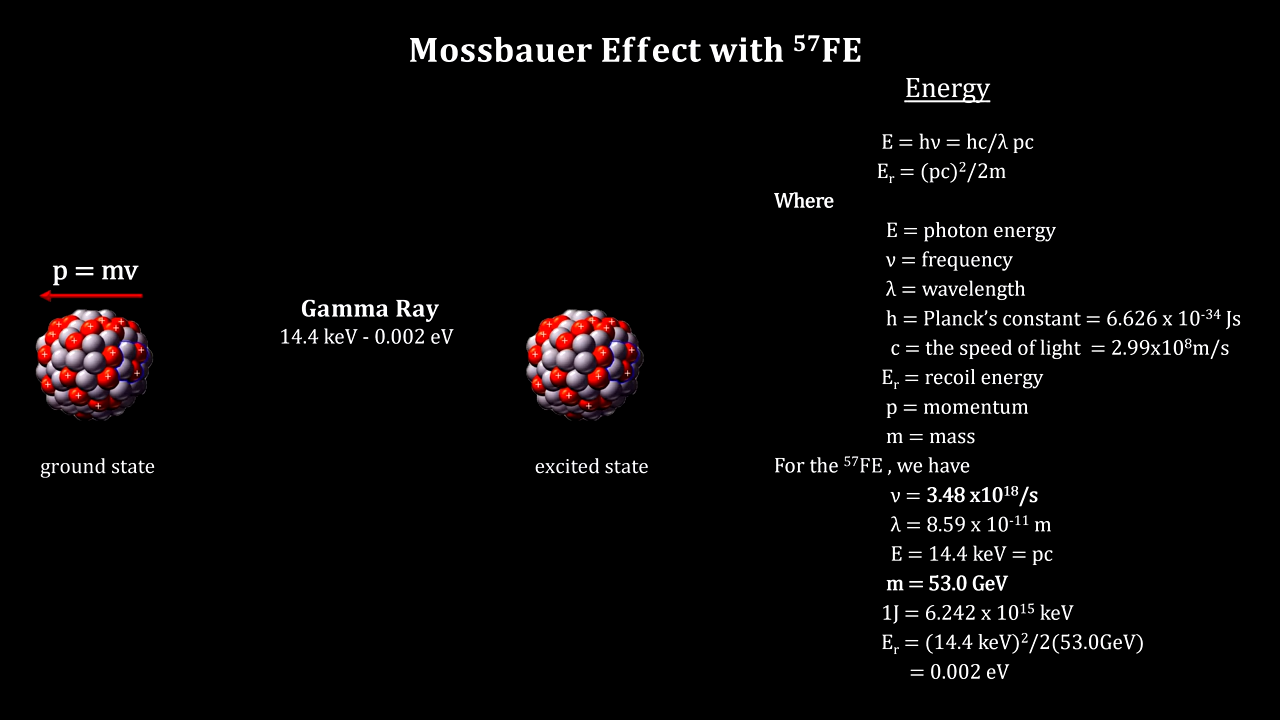 Mossbauer Effect with ⁵⁷FE
Energy
E = hν = hc/λ pc
Eᵣ = (pc)²/2m
Where
E = photon energy
ν = frequency
λ = wavelength
h = Planck’s constant = 6.626 x 10⁻³⁴ Js
c = the speed of light = 2.99x10⁸m/s
Eᵣ = recoil energy
p = momentum
m = mass
For the ⁵⁷FE , we have
ν = 3.48 x10¹⁸/s
λ = 8.59 x 10⁻¹¹ m
E = 14.4 keV = pc
m = 53.0 GeV
1J = 6.242 x 10¹⁵ keV
Eᵣ = (14.4 keV)²/2(53.0GeV)
= 0.002 eV
p = mv
Gamma Ray
14.4 keV - 0.002 eV
ground state
excited state